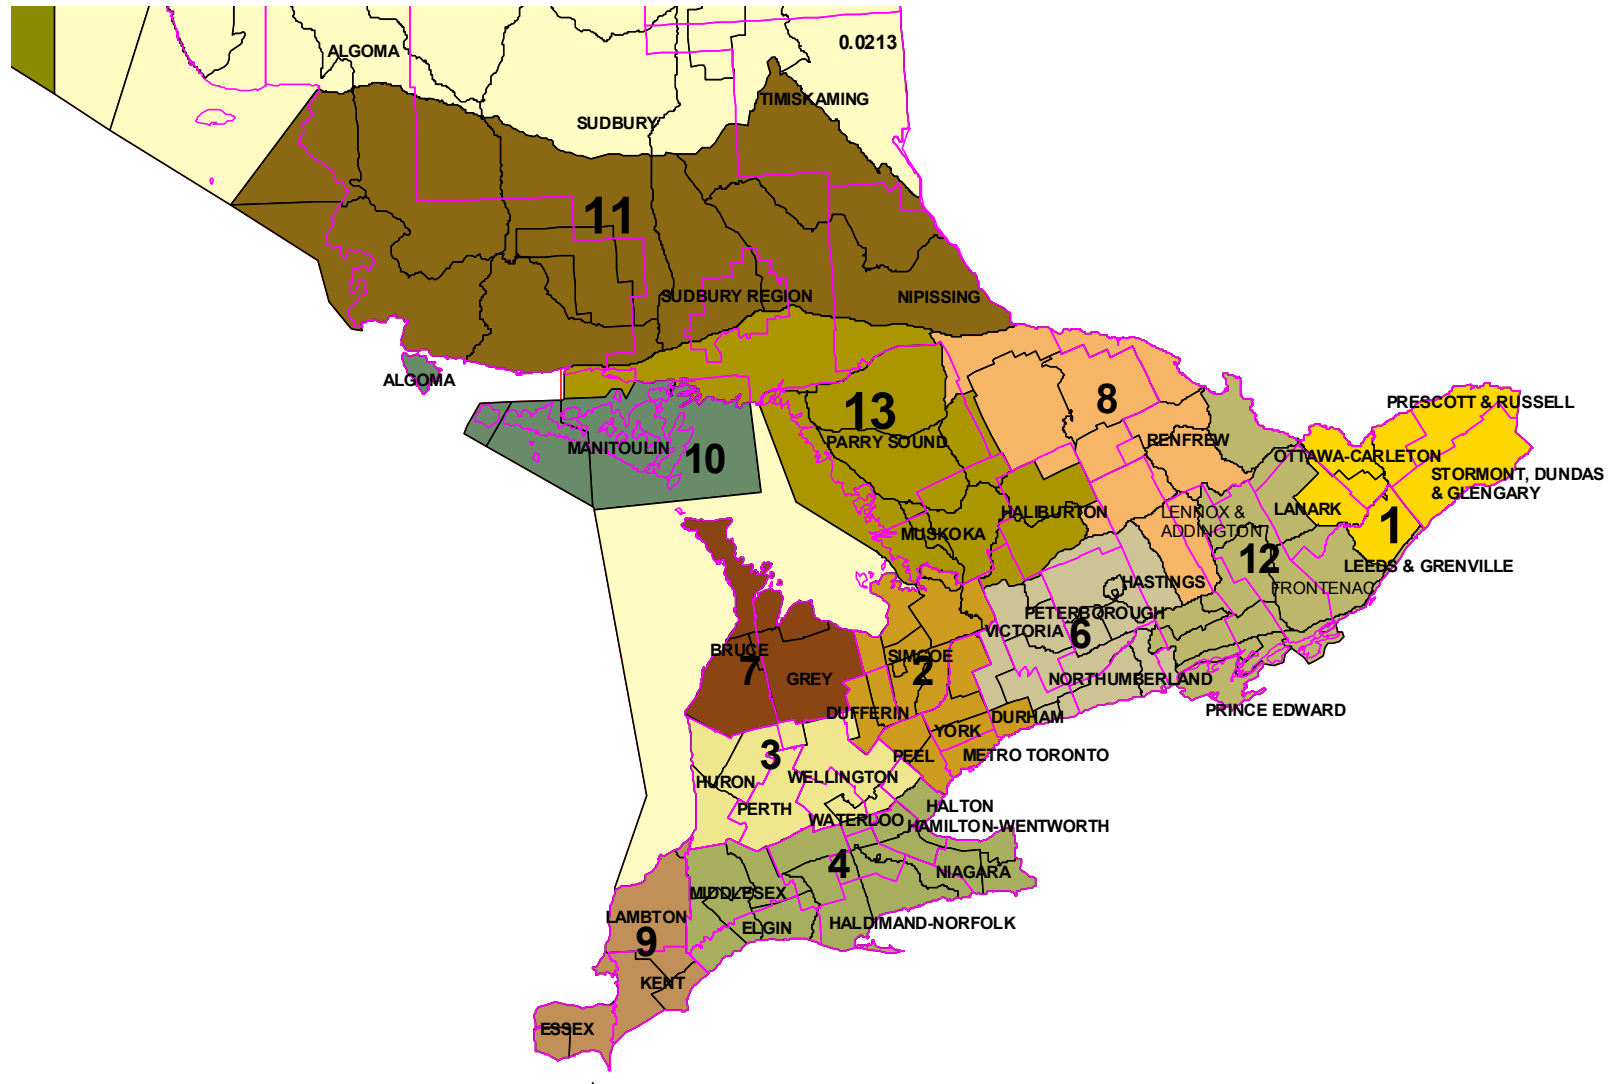 0.0213
ALGOMA
TIMISKAMING
SUDBURY
11
SUDBURY REGION
NIPISSING
ALGOMA
8
PRESCOTT & RUSSELL
13
PARRY SOUND
RENFREW
MANITOULIN
10
OTTAWA-CARLETON
STORMONT, DUNDAS
& GLENGARY
HALIBURTON
LENNOX &
ADDINGTON
LANARK
1
MUSKOKA
12
LEEDS & GRENVILLE
HASTINGS
FRONTENAC
PETERBOROUGH
VICTORIA
6
BRUCE
7
GREY
SIMCOE
2
NORTHUMBERLAND
DUFFERIN
DURHAM
PRINCE EDWARD
YORK
3
PEEL
METRO TORONTO
HURON
WELLINGTON
PERTH
HALTON
WATERLOO
HAMILTON-WENTWORTH
4
NIAGARA
MIDDLESEX
LAMBTON
ELGIN
HALDIMAND-NORFOLK
9
KENT
ESSEX